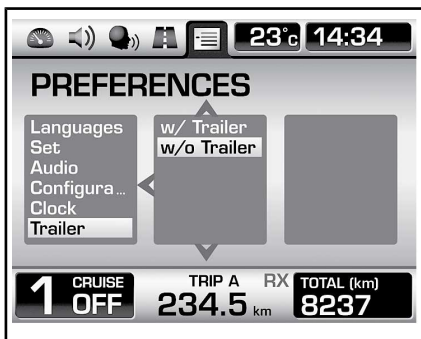 23°c 14:34
PREFERENCES
Languages
Set
Audio
Configura...
Clock
Trailer
w/ Trailer
w/o Trailer
1 CRUISE OFF
TRIP A
234.5 km
RX
TOTAL (km)
8237